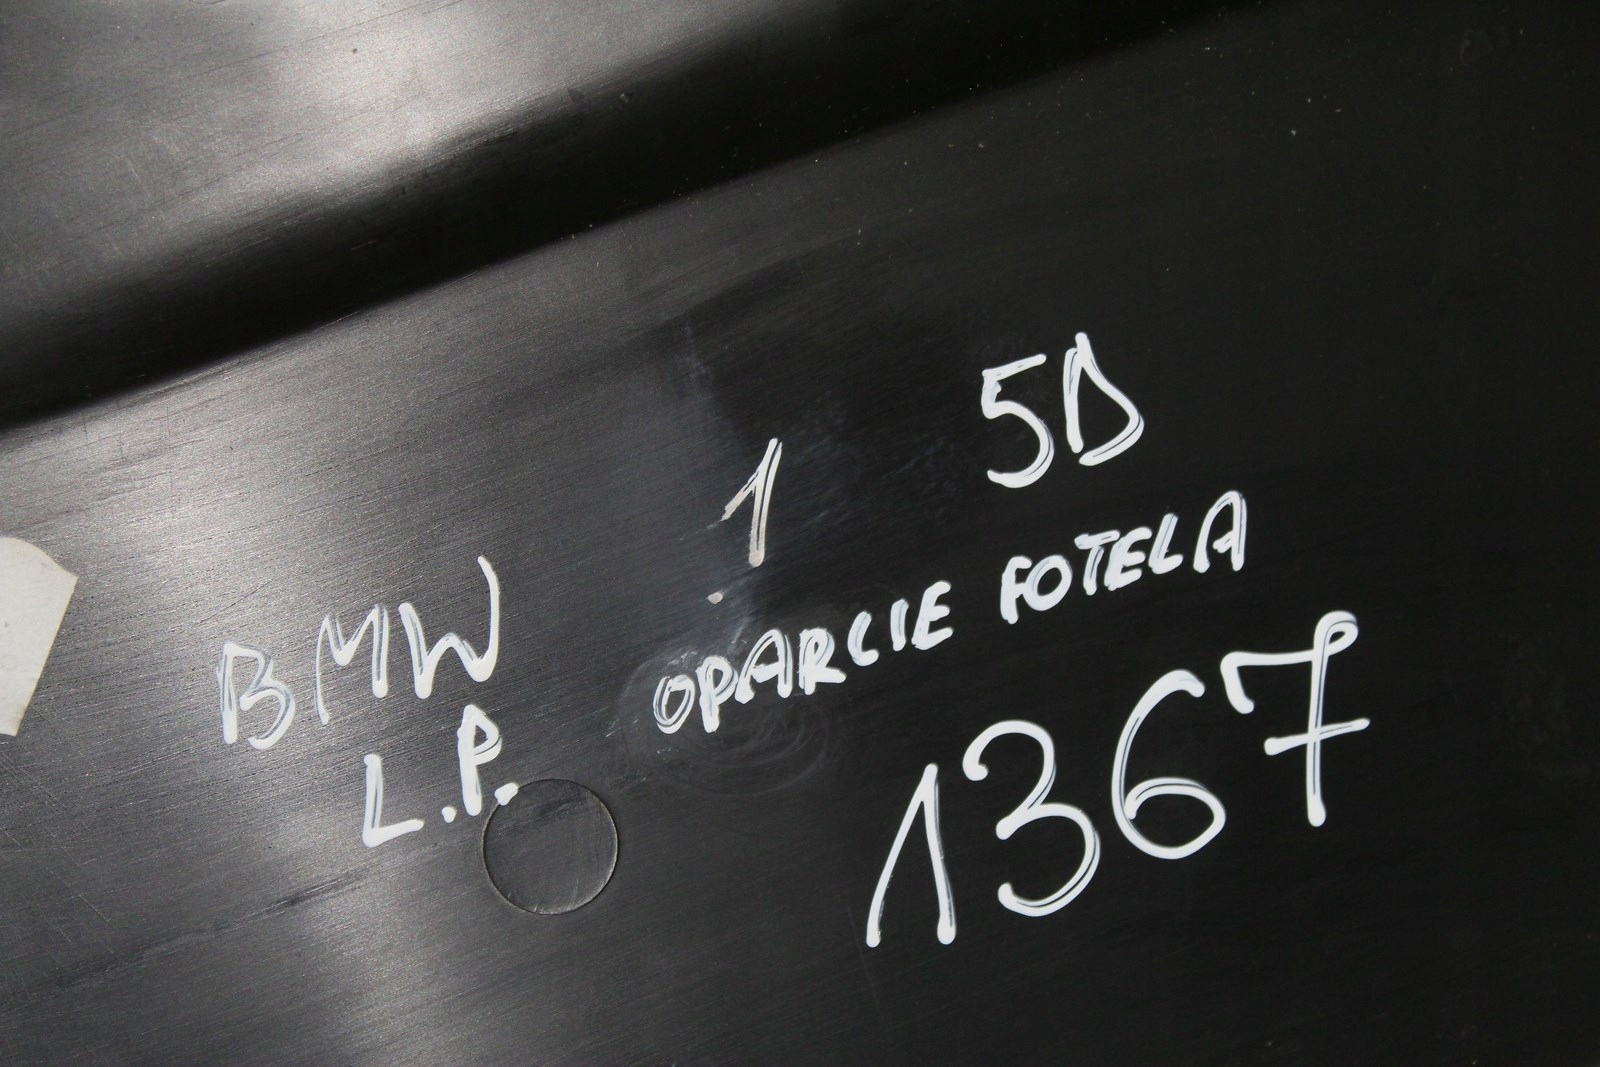 BMW 1 5D
L.P. OPARCIE FOTELA
1367